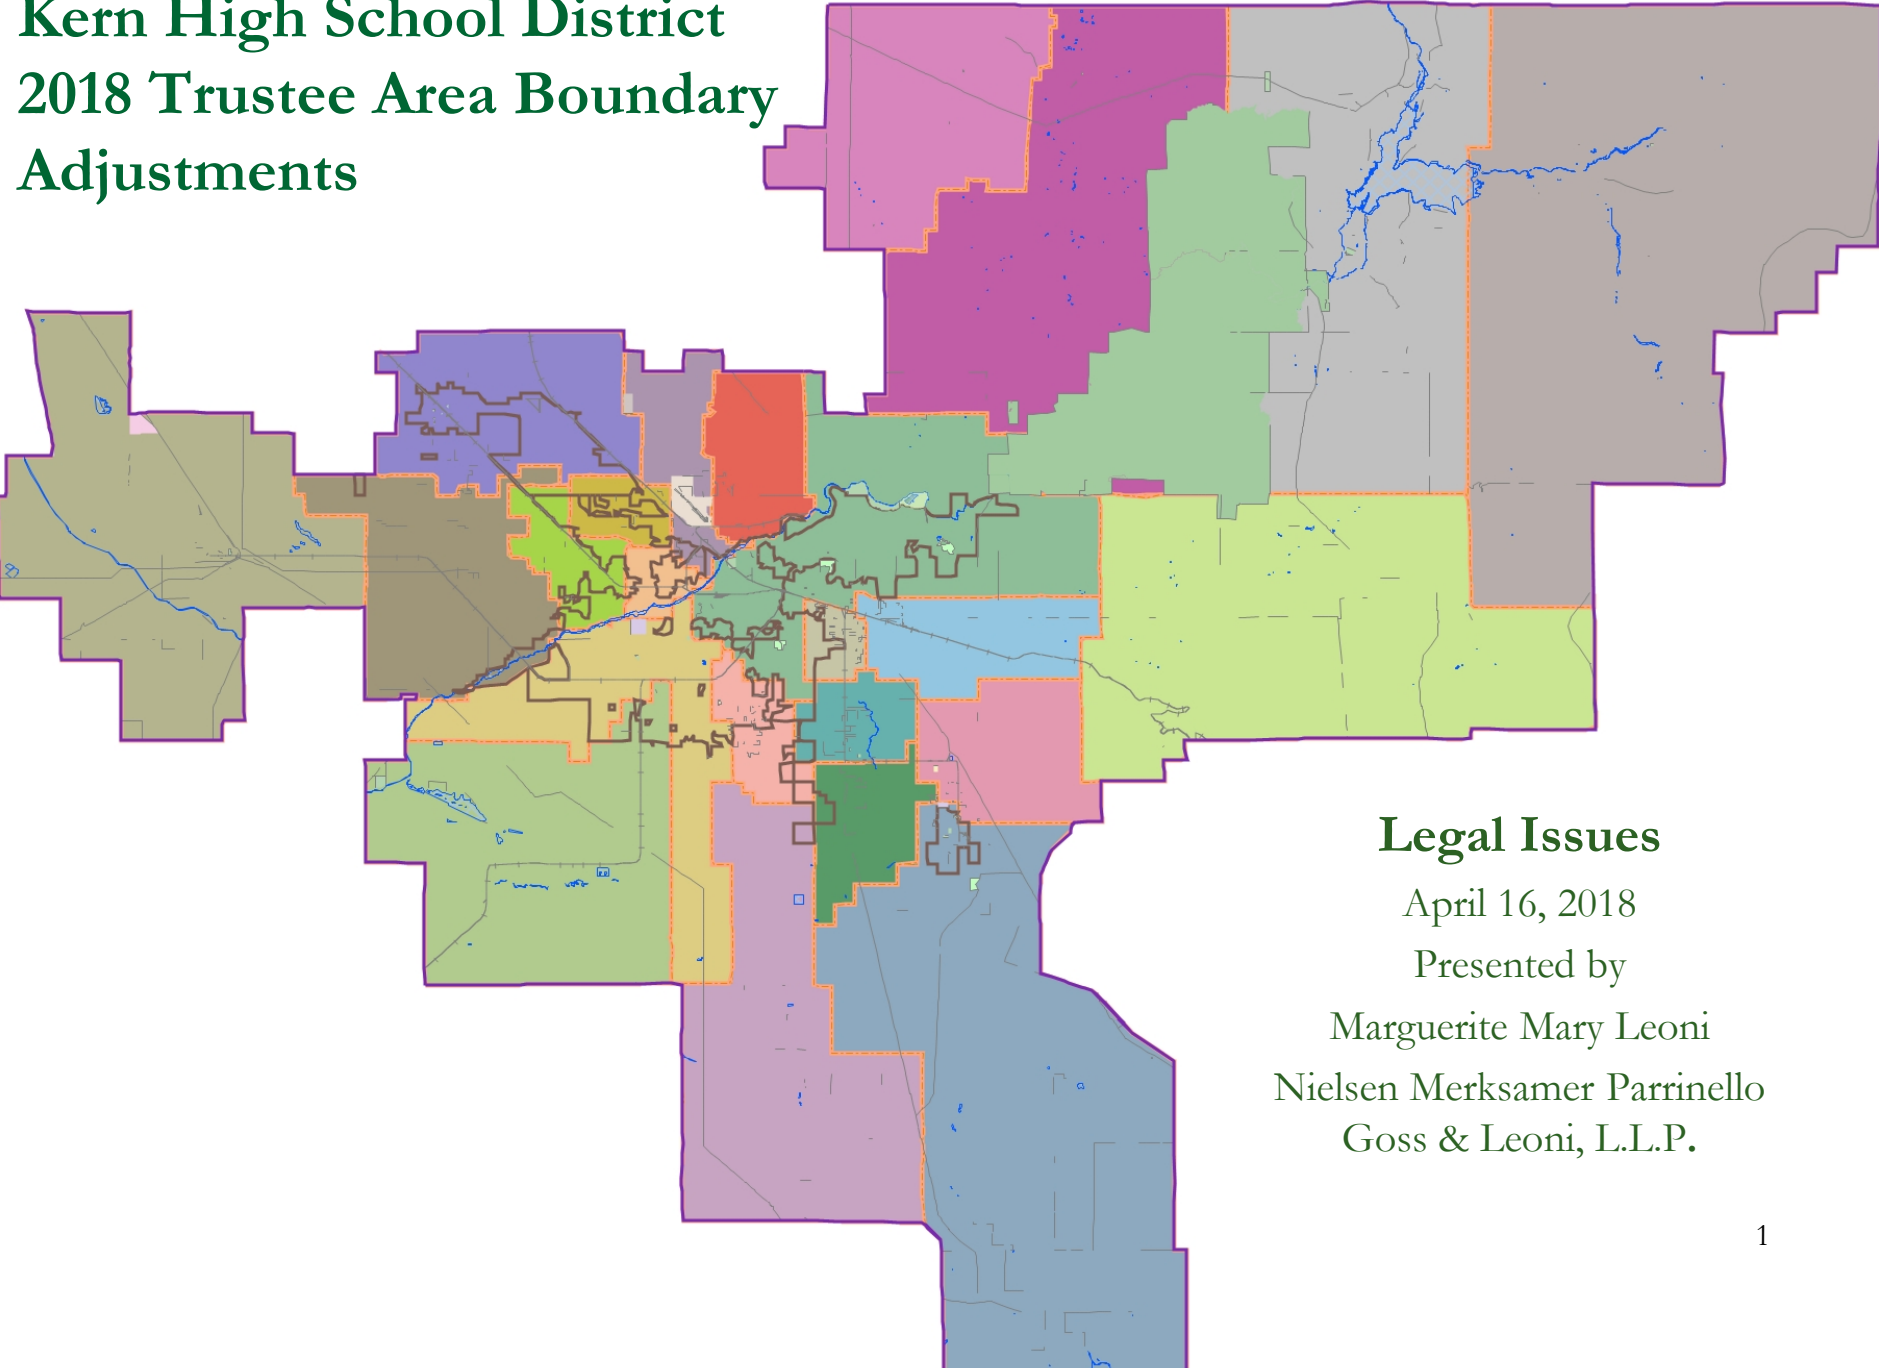 Kern High School District
2018 Trustee Area Boundary
Adjustments
Legal Issues
April 16, 2018
Presented by
Marguerite Mary Leoni
Nielsen Merksamer Parrinello
Goss & Leoni, L.L.P.
1